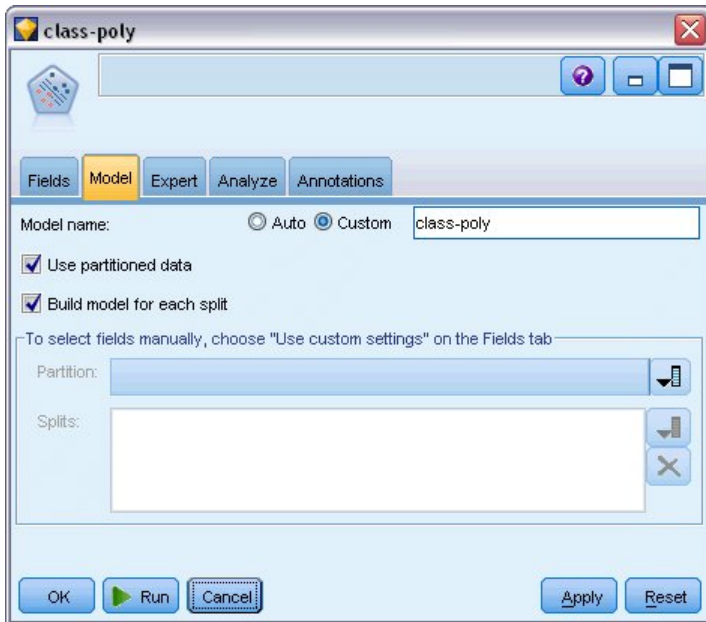 class-poly
Fields Model Expert Analyze Annotations
Model name: Auto Custom class-poly
Use partitioned data
Build model for each split
To select fields manually, choose "Use custom settings" on the Fields tab
Partition:
Splits:
OK Run Cancel Apply Reset